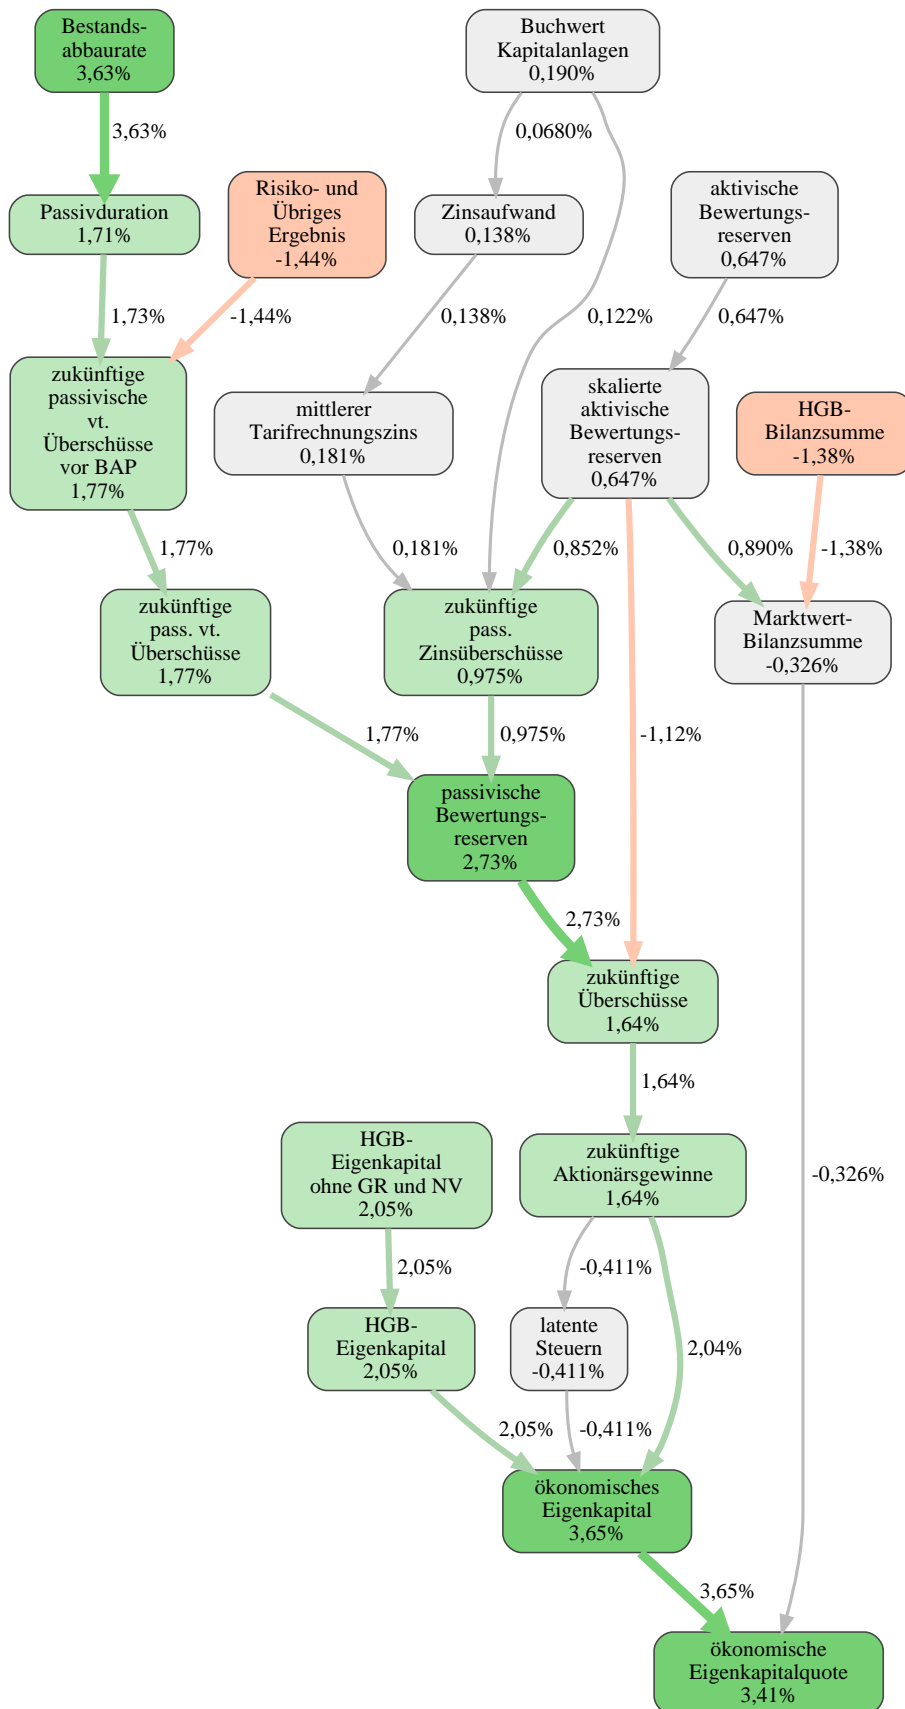 Bestands-
abbaurate
3,63%
Buchwert
Kapitalanlagen
0,190%
3,63%
0,0680%
Passivduration
1,71%
Risiko- und
Übriges
Ergebnis
-1,44%
Zinsaufwand
0,138%
aktivische
Bewertungs-
reserven
0,647%
1,73%
-1,44%
0,138%
0,122%
0,647%
zukünftige
passivische
vt.
Überschüsse
vor BAP
1,77%
mittlerer
Tarifrechnungszins
0,181%
skalierte
aktivische
Bewertungs-
reserven
0,647%
HGB-
Bilanzsumme
-1,38%
1,77%
0,181%
0,852%
0,890%
-1,38%
zukünftige
pass. vt.
Überschüsse
1,77%
zukünftige
pass.
Zinsüberschüsse
0,975%
Marktwert-
Bilanzsumme
-0,326%
1,77%
0,975%
-1,12%
passivische
Bewertungs-
reserven
2,73%
2,73%
zukünftige
Überschüsse
1,64%
1,64%
HGB-
Eigenkapital
ohne GR und NV
2,05%
zukünftige
Aktionärsgewinne
1,64%
-0,326%
2,05%
-0,411%
HGB-
Eigenkapital
2,05%
latente
Steuern
-0,411%
2,04%
2,05%
-0,411%
ökonomisches
Eigenkapital
3,65%
3,65%
ökonomische
Eigenkapitalquote
3,41%